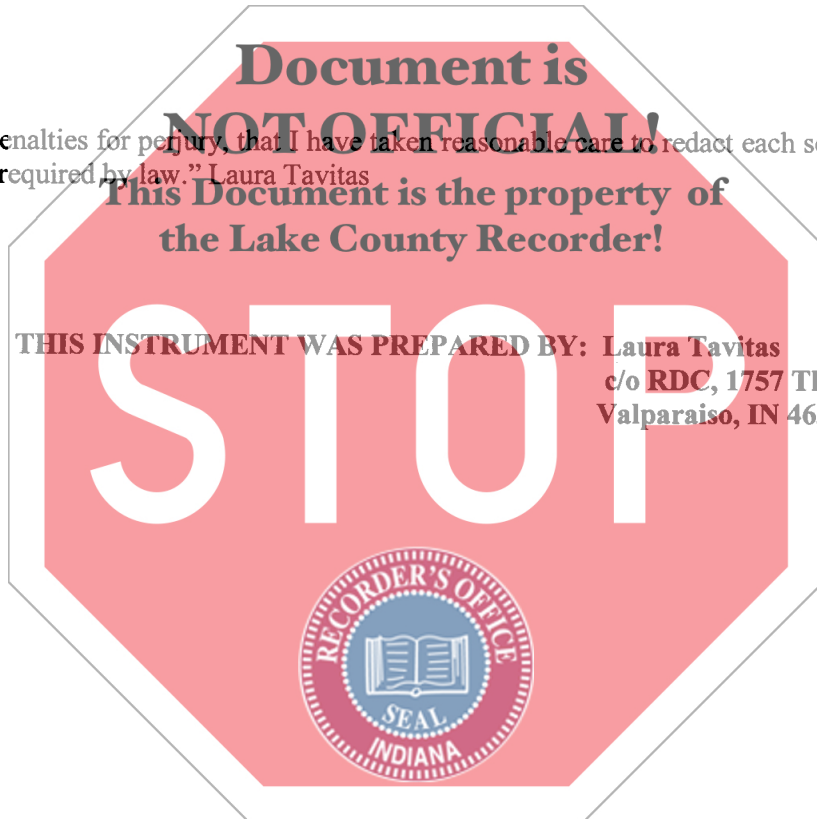 Document is
NOT OFFICIAL!
enalties for perjury, that I have taken reasonable care to redact each
required by law.” Laura Tavitas
This Document is the property of
the Lake County Recorder!
THIS INSTRUMENT WAS PREPARED BY: Laura Tavitas
c/o RDC, 1757
Valparaiso, IN 46
STOP
RECORDER'S OFFICE
SEAL
INDIANA